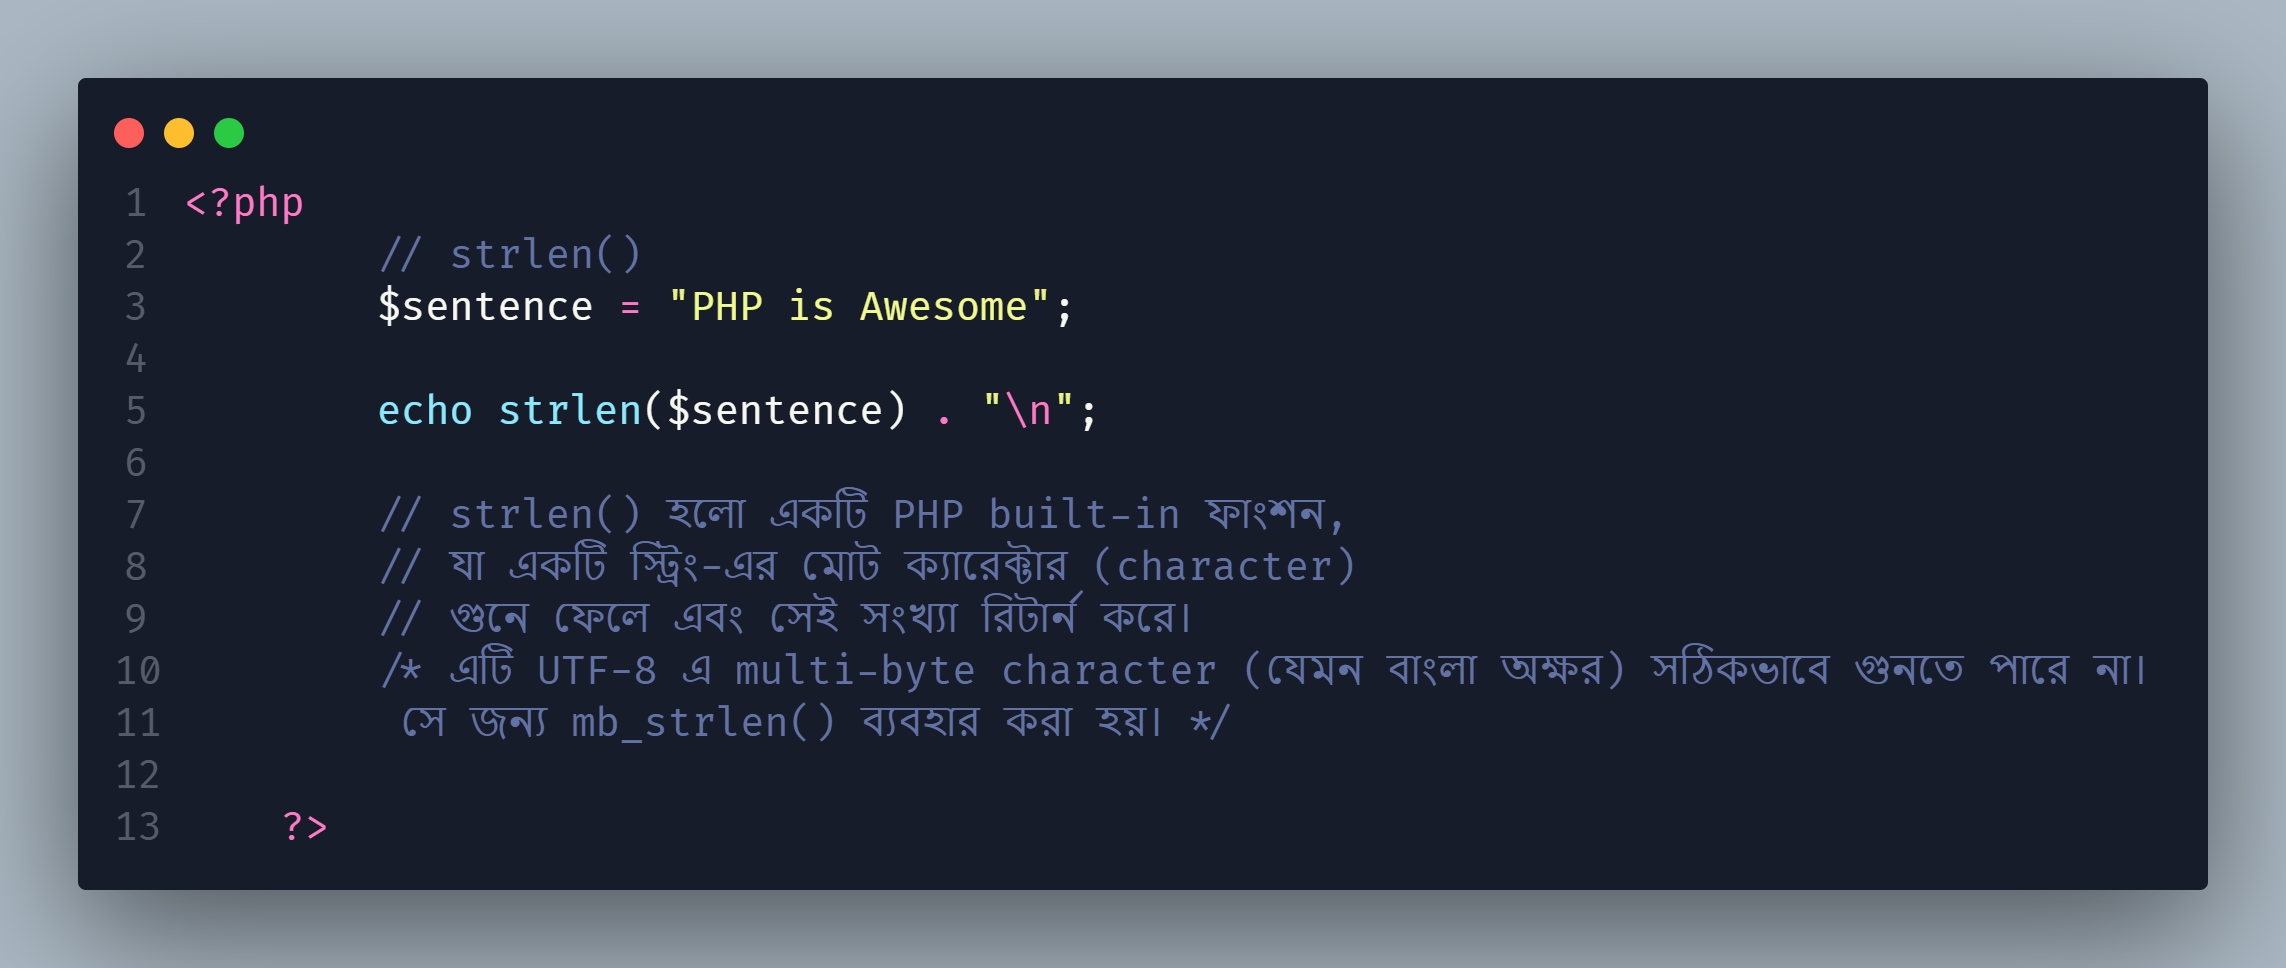 1 <?php
2 // strlen()
3 $sentence = "PHP is Awesome";
4
5 echo strlen($sentence) . "\n";
6
7 // strlen() হলো একটি PHP built-in ফাংশন,
8 // যা একটি স্ট্রিং-এর মোট ক্যারেক্টার (character)
9 // গুনে ফেলে এবং সেই সংখ্যা রিটার্ন করে।
10 /* এটি UTF-8 এ multi-byte character (যেমন বাংলা অক্ষর) সঠিকভাবে গুনতে পারে না।
11 সে জন্য mb_strlen() ব্যবহার করা হয়। */
12
13 ?>